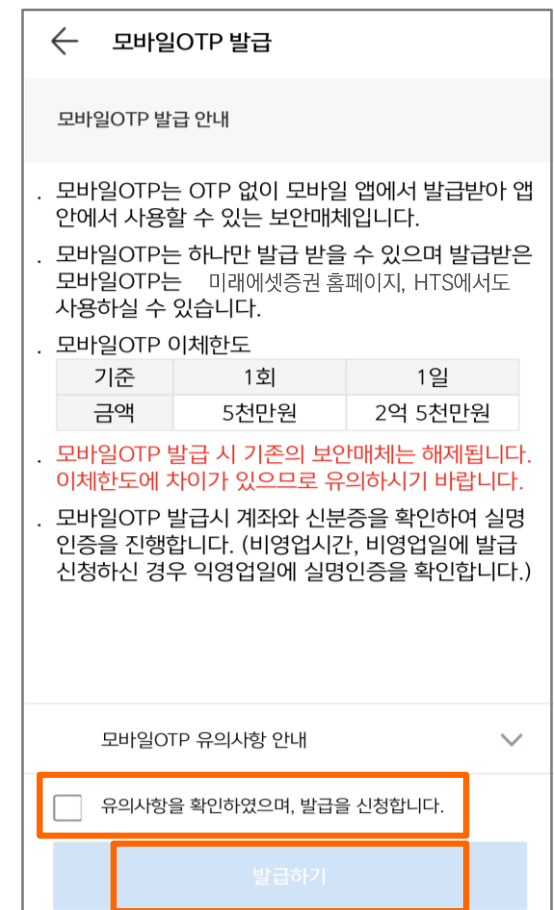 모바일OTP 발급
모바일OTP 발급 안내
. 모바일OTP는 OTP 없이 모바일 앱에서 발급받아 앱
안에서 사용할 수 있는 보안매체입니다.
. 모바일OTP는 하나만 발급 받을 수 있으며 발급받은
모바일OTP는 미래에셋증권 홈페이지, HTS에서도
사용하실 수 있습니다.
. 모바일OTP 이체한도
기준 1회 1일
금액 5천만원 2억 5천만원
. 모바일OTP 발급 시 기존의 보안매체는 해제됩니다.
이체한도에 차이가 있으므로 유의하시기 바랍니다.
. 모바일OTP 발급시 계좌와 신분증을 확인하여 실명
인증을 진행합니다. (비영업시간, 비영업일에 발급
신청하신 경우 익영업일에 실명인증을 확인합니다.)
모바일OTP 유의사항 안내
유의사항을 확인하였으며, 발급을 신청합니다.
발급하기